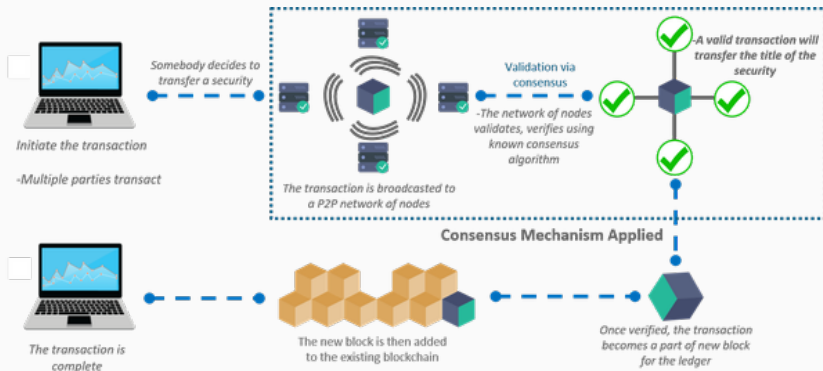 Somebody decides to
transfer a security
Initiate the transaction
-Multiple parties transact
The transaction is broadcasted to
a P2P network of nodes
Validation via
consensus
-The network of nodes
validates, verifies using
known consensus
algorithm
-A valid transaction will
transfer the title of the
security
Consensus Mechanism Applied
Once verified, the transaction
becomes a part of new block
for the ledger
The new block is then added
to the existing blockchain
The transaction is
complete